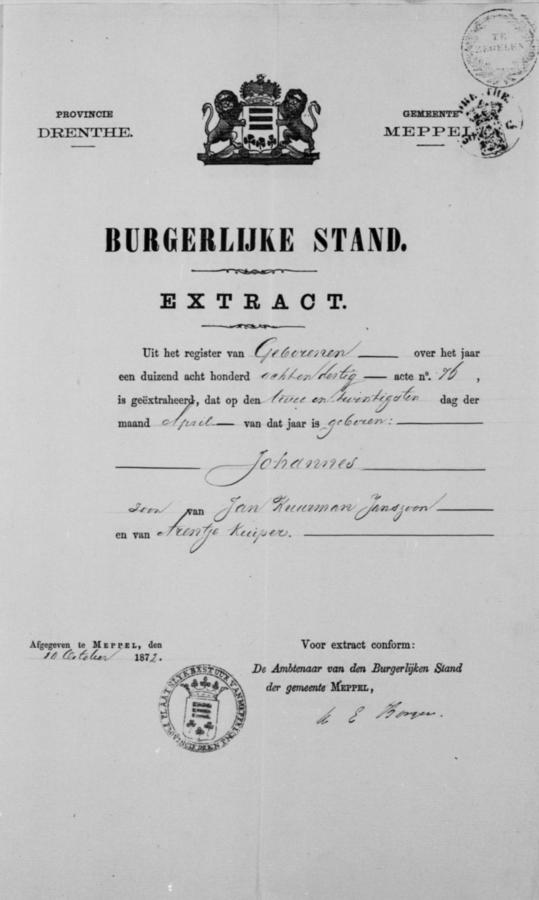 TE
ZEGELEN
PROVINCIE
DRENTHE.
GEMEENTE
MEPPEL
BURGERLIJKE STAND.
EXTRACT.
Uit het register van Geborenen over het jaar
een duizend acht honderd achtendertig acte n°. 76,
is geëxtraheerd, dat op den twee en twintigsten dag der
maand April van dat jaar is geboren:
Johannes
zoon van Jan Kuurman Janszoon
en van Arentje Kuiper.
Afgegeven te MEPPEL, den
10 October 1872.
Voor extract conform:
De Ambtenaar van den Burgerlijken Stand
der gemeente MEPPEL,